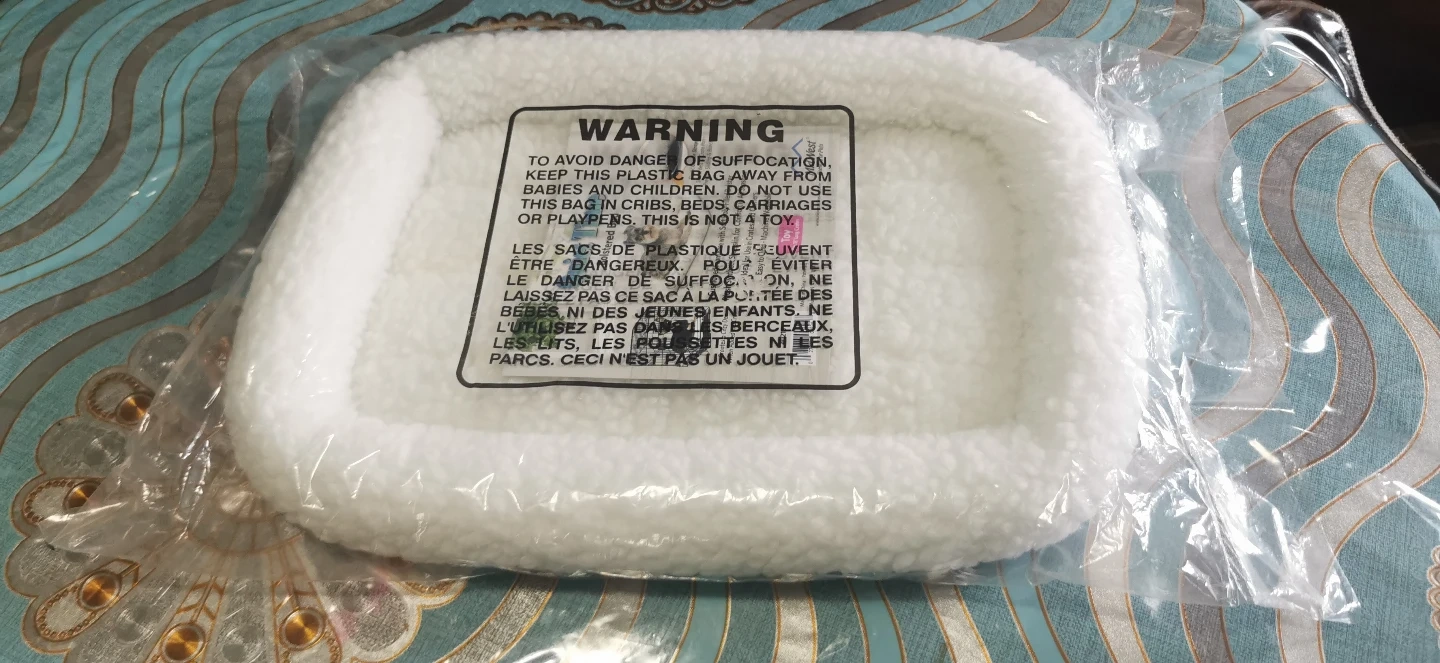 WARNING
TO AVOID DANGER OF SUFFOCATION,
KEEP THIS PLASTIC BAG AWAY FROM
BABIES AND CHILDREN. DO NOT USE
THIS BAG IN CRIBS, BEDS, CARRIAGES
OR PLAYPENS. THIS IS NOT A TOY.
LES SACS DE PLASTIQUE PEUVENT
ÊTRE DANGEREUX. POUR ÉVITER
LE DANGER DE SUFFOCATION, NE
LAISSEZ PAS CE SAC À LA PORTÉE DES
BÉBÉS NI DES JEUNES ENFANTS. NE
L'UTILISEZ PAS DANS LES BERCEAUX,
LES LITS, LES POUSSETTES NI LES
PARCS. CECI N'EST PAS UN JOUET.
Toy